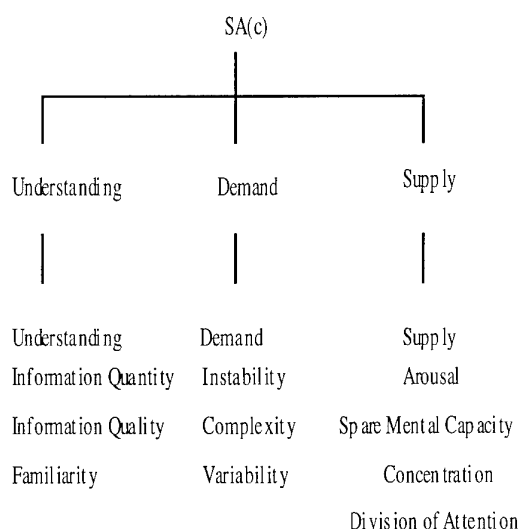 SA(c)
Understanding Demand Supply
Understanding Demand Supply
Information Quantity Instability Arousal
Information Quality Complexity Spare Mental Capacity
Familiarity Variability Concentration
Division of Attention